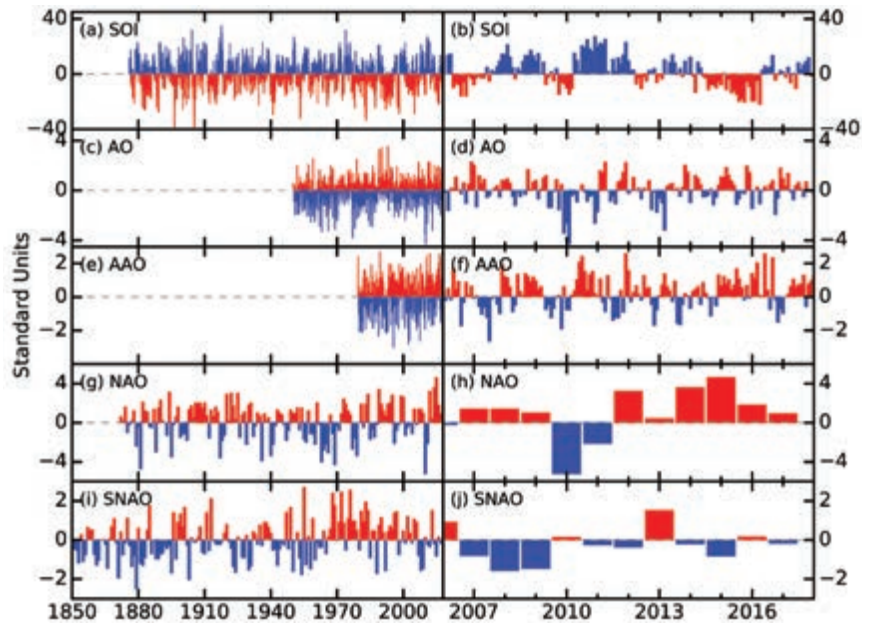 40 (a) SOI (b) SOI 40
0 0
−40 −40
4 (c) AO (d) AO 4
0 0
−4 −4
2 (e) AAO (f) AAO 2
0 0
−2 −2
Standard Units
4 (g) NAO (h) NAO 4
0 0
−4 −4
2 (i) SNAO (j) SNAO 2
0 0
−2 −2
1850 1880 1910 1940 1970 2000 2007 2010 2013 2016